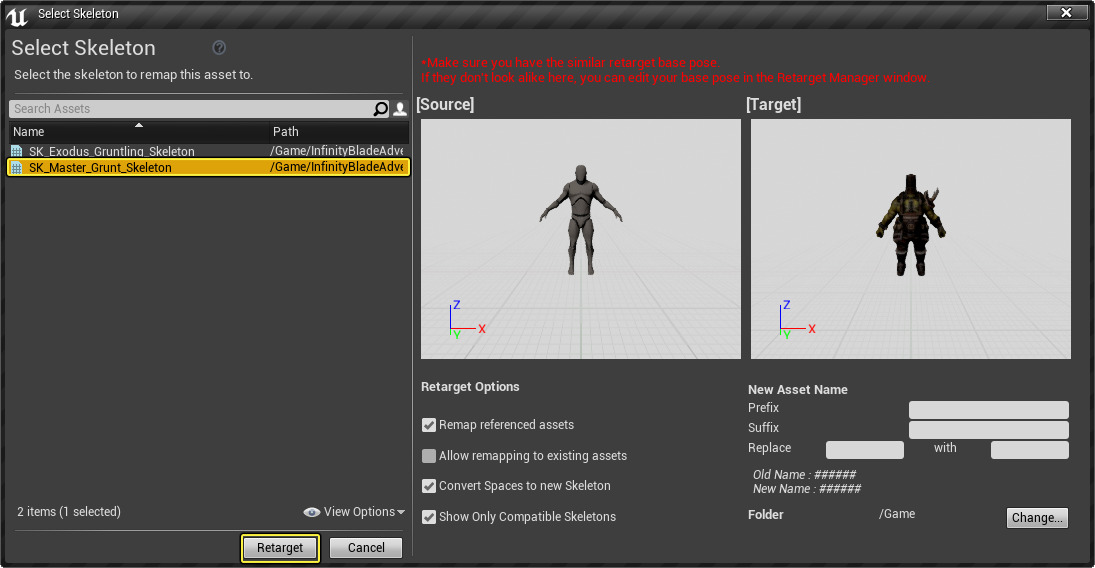 Select Skeleton
Select Skeleton
Select the skeleton to remap this asset to.
Search Assets
Name Path
SK_Exodus_Gruntling_Skeleton /Game/InfinityBladeAdve
SK_Master_Grunt_Skeleton /Game/InfinityBladeAdve
2 items (1 selected) View Options
Retarget Cancel
*Make sure you have the similar retarget base pose.
If they don't look alike here, you can edit your base pose in the Retarget Manager window.
[Source] [Target]
Z X Y
Z X Y
Retarget Options
Remap referenced assets
Allow remapping to existing assets
Convert Spaces to new Skeleton
Show Only Compatible Skeletons
New Asset Name
Prefix
Suffix
Replace with
Old Name : ######
New Name : ######
Folder /Game Change...